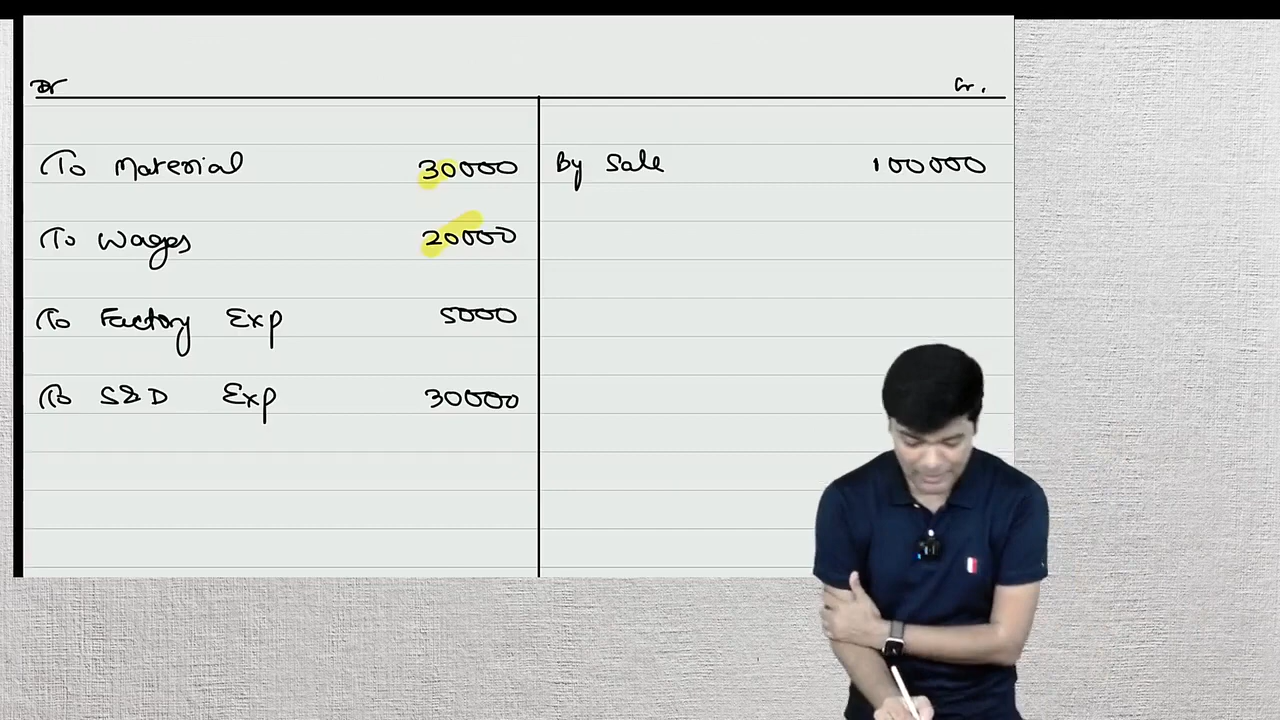 Dr Cr.
To Material 30000 By Sale 100000
To Wages 20000
To Factory Exp 5000
To S&D Exp 30000